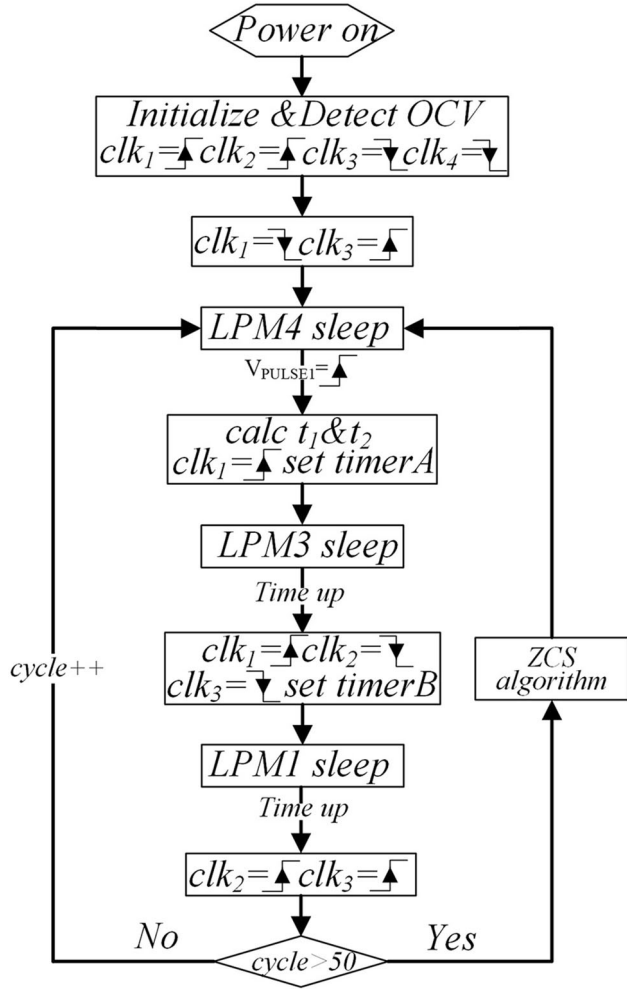 Power on
Initialize &Detect OCV
clk₁= clk₂= clk₃= clk₄=
clk₁= clk₃=
LPM4 sleep
V_PULSE1=
calc t₁&t₂
clk₁= set timerA
LPM3 sleep
Time up
clk₁= clk₂=
clk₃= set timerB
cycle++
ZCS
algorithm
LPM1 sleep
Time up
clk₂= clk₃=
No
Yes
cycle>50